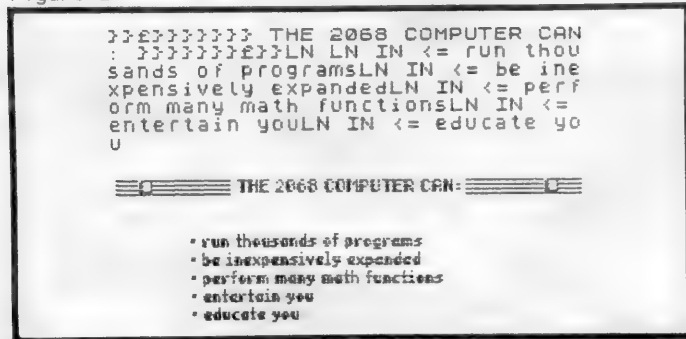 }}£}}}}}}} THE 2068 COMPUTER CAN
: }}}}}}}£}}LN LN IN <= run thou
sands of programsLN IN <= be ine
xpensively expandedLN IN <= perf
orm many math functionsLN IN <=
entertain youLN IN <= educate yo
u
THE 2068 COMPUTER CAN:
• run thousands of programs
• be inexpensively expanded
• perform many math functions
• entertain you
• educate you